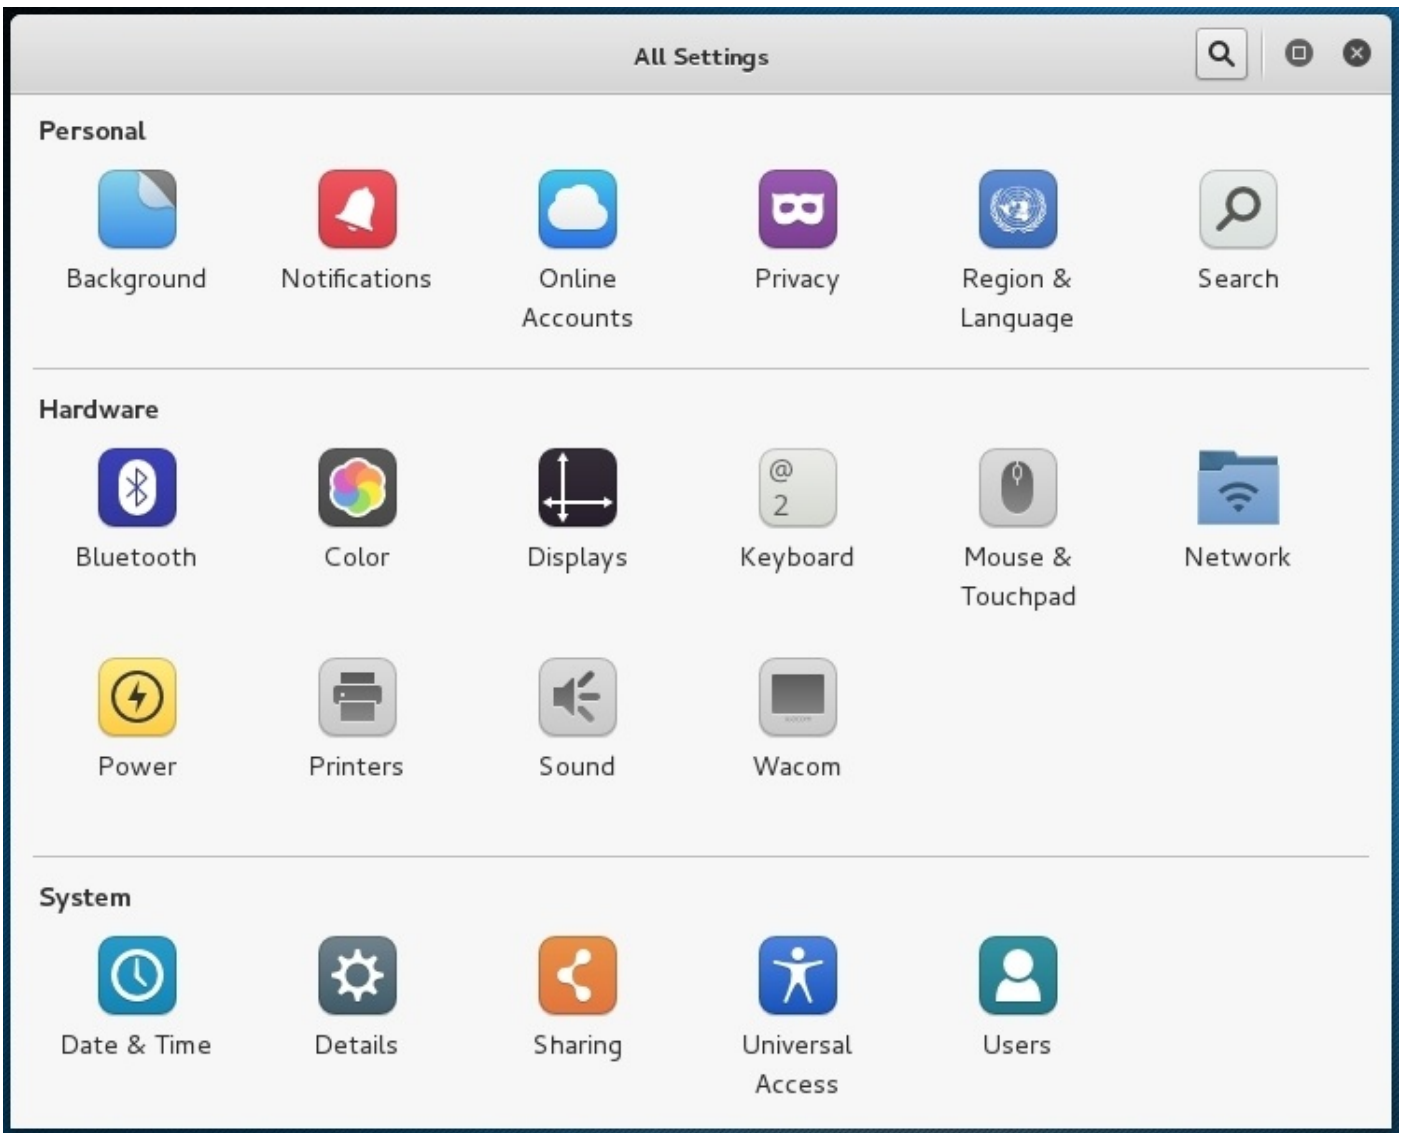 All Settings
Personal
Background Notifications Online Privacy Region & Search
Accounts Language
Hardware
@
2
Bluetooth Color Displays Keyboard Mouse & Network
Touchpad
Power Printers Sound Wacom
System
Date & Time Details Sharing Universal Users
Access